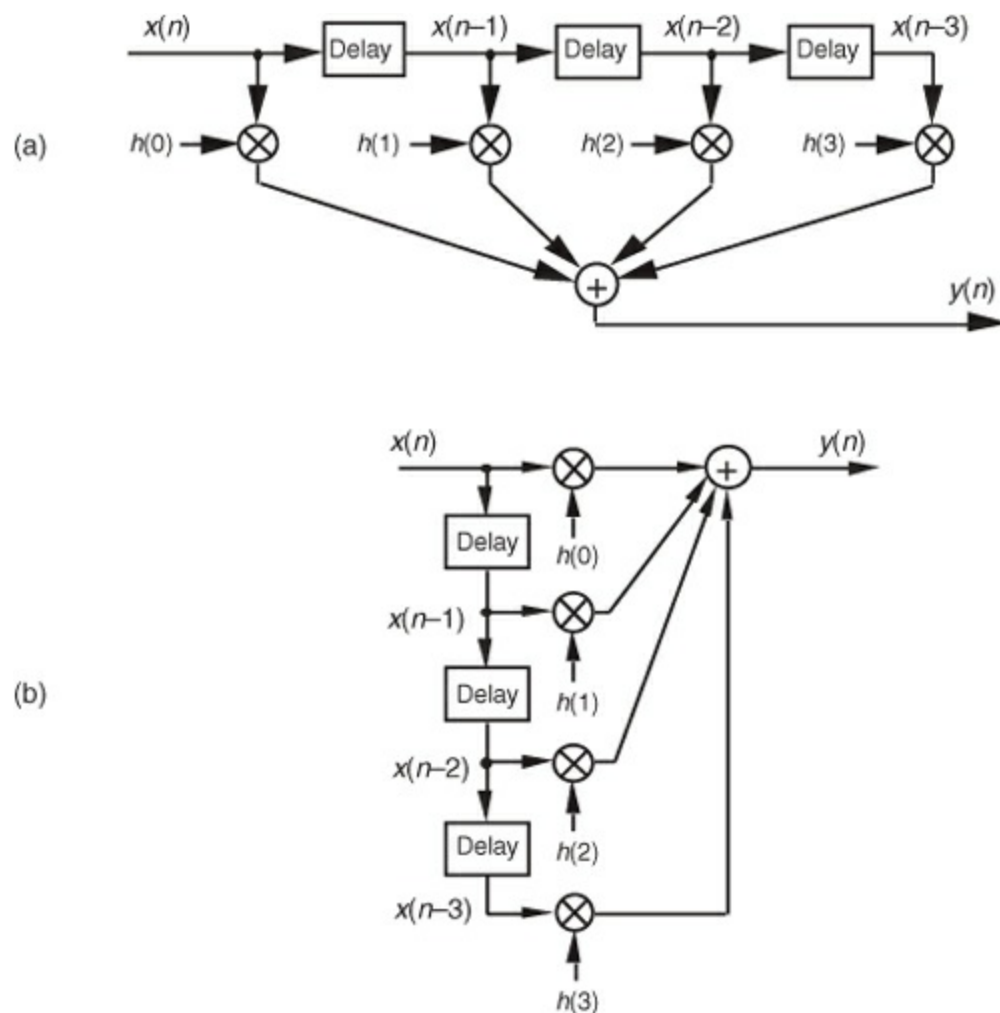 x(n) x(n–1) x(n–2) x(n–3)
Delay Delay Delay
(a) h(0) h(1) h(2) h(3)
+
y(n)
x(n) + y(n)
Delay
h(0)
x(n–1)
(b) Delay h(1)
x(n–2)
Delay h(2)
x(n–3)
h(3)